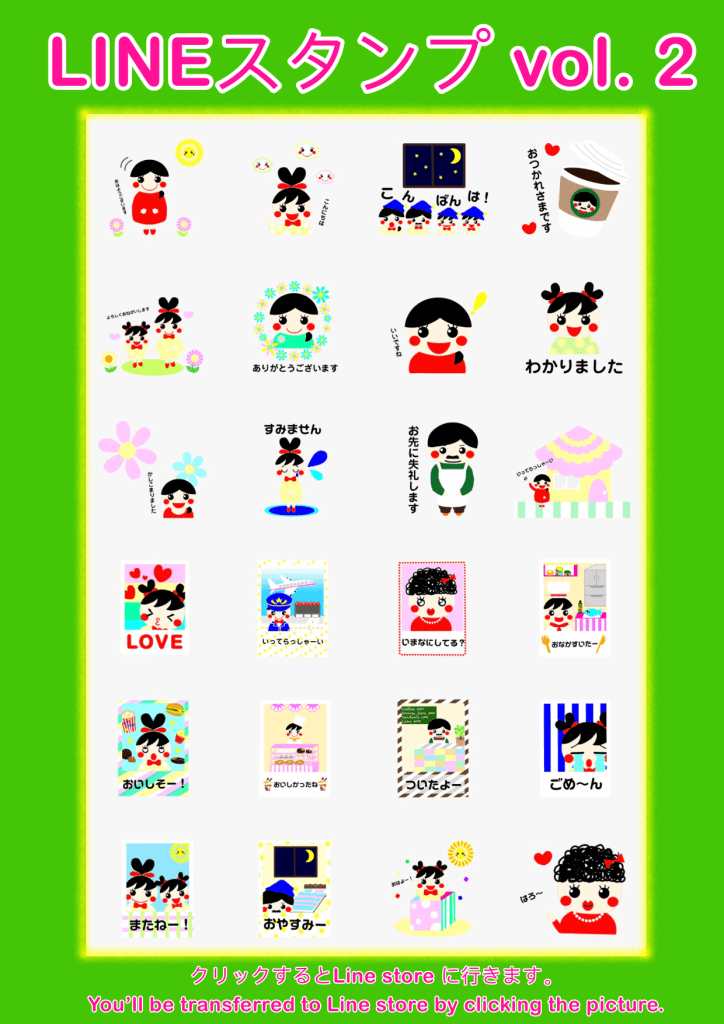 LINEスタンプ vol. 2
おはようございます
こんにちは
こんばんは！
おつかれさまです
よろしくおねがいします
ありがとうございます
いいですね
わかりました
かしこまりました
すみません
お先に失礼します
いってらっしゃ〜い
LOVE
いってらっしゃーい
いまなにしてる？
おなかすいたー
おいしそー！
おいしかったね
ついたよー
ごめ〜ん
またねー！
おやすみー
おはよー！
はろ〜
クリックするとLine store に行きます。
You'll be transferred to Line store by clicking the picture.